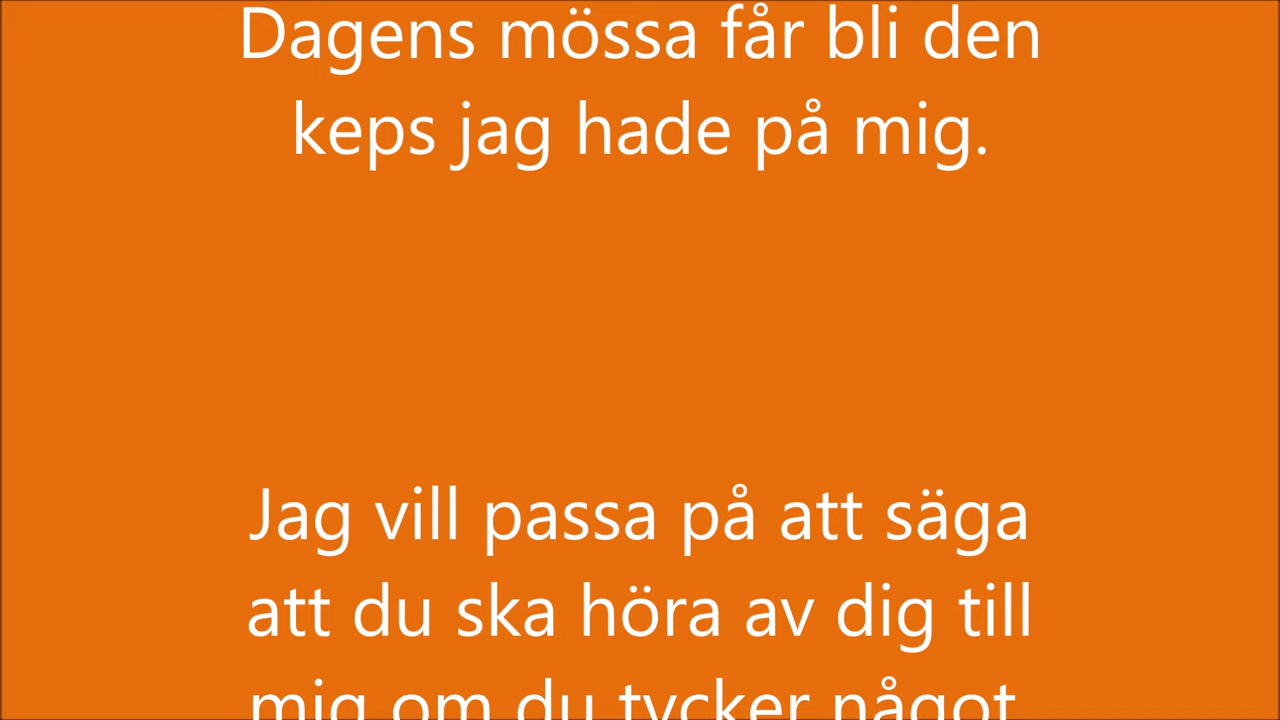 Dagens mössa får bli den
keps jag hade på mig.
Jag vill passa på att säga
att du ska höra av dig till
mig om du tycker något